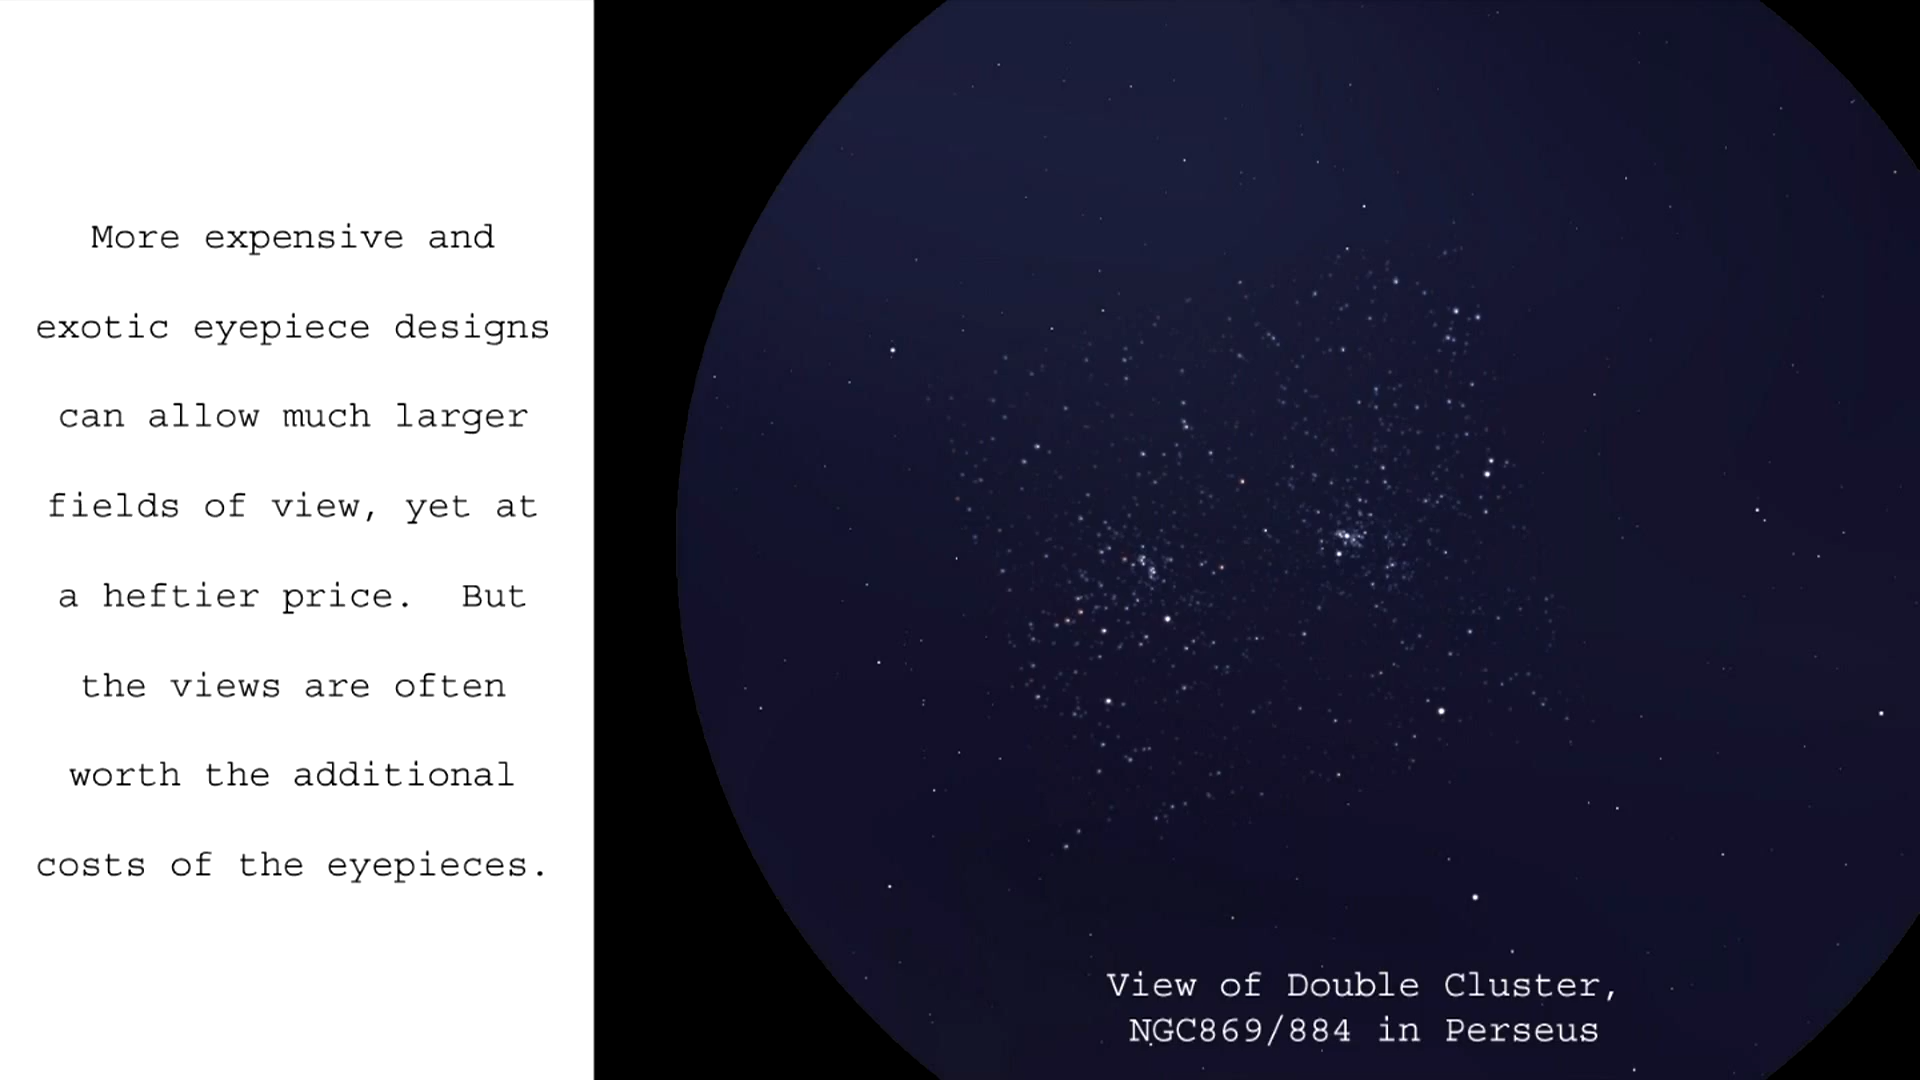 More expensive and
exotic eyepiece designs
can allow much larger
fields of view, yet at
a heftier price.  But
the views are often
worth the additional
costs of the eyepieces.
View of Double Cluster,
NGC869/884 in Perseus